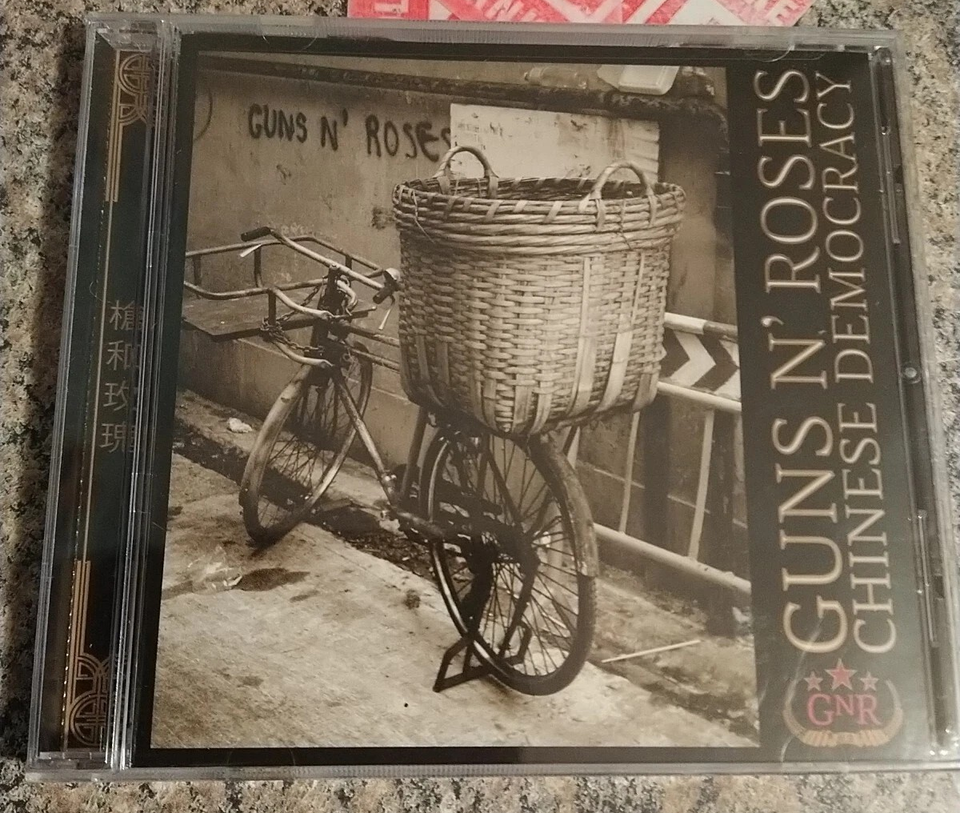 GUNS N' ROSES
GUNS N' ROSES
CHINESE DEMOCRACY
GNR
槍和玫瑰